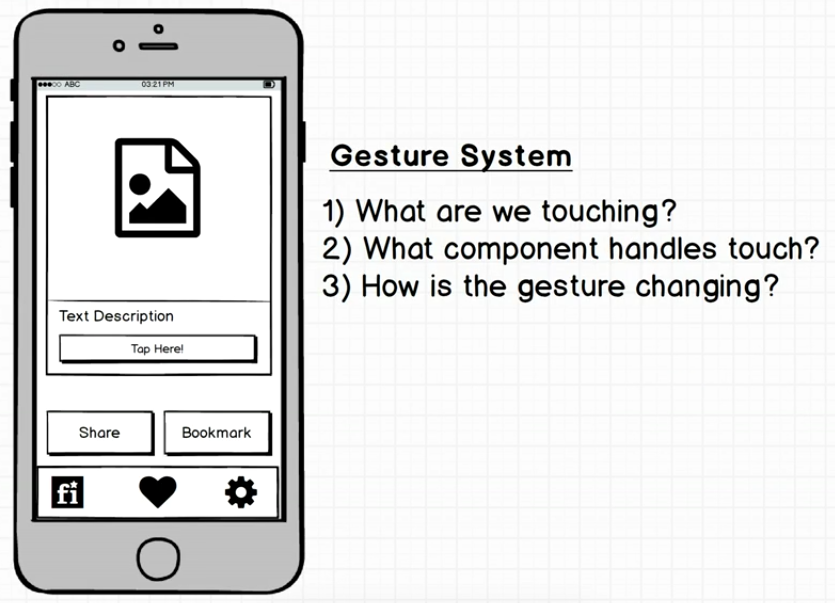 ABC 03:21 PM
Gesture System
1) What are we touching?
2) What component handles touch?
3) How is the gesture changing?
Text Description
Tap Here!
Share Bookmark
fi